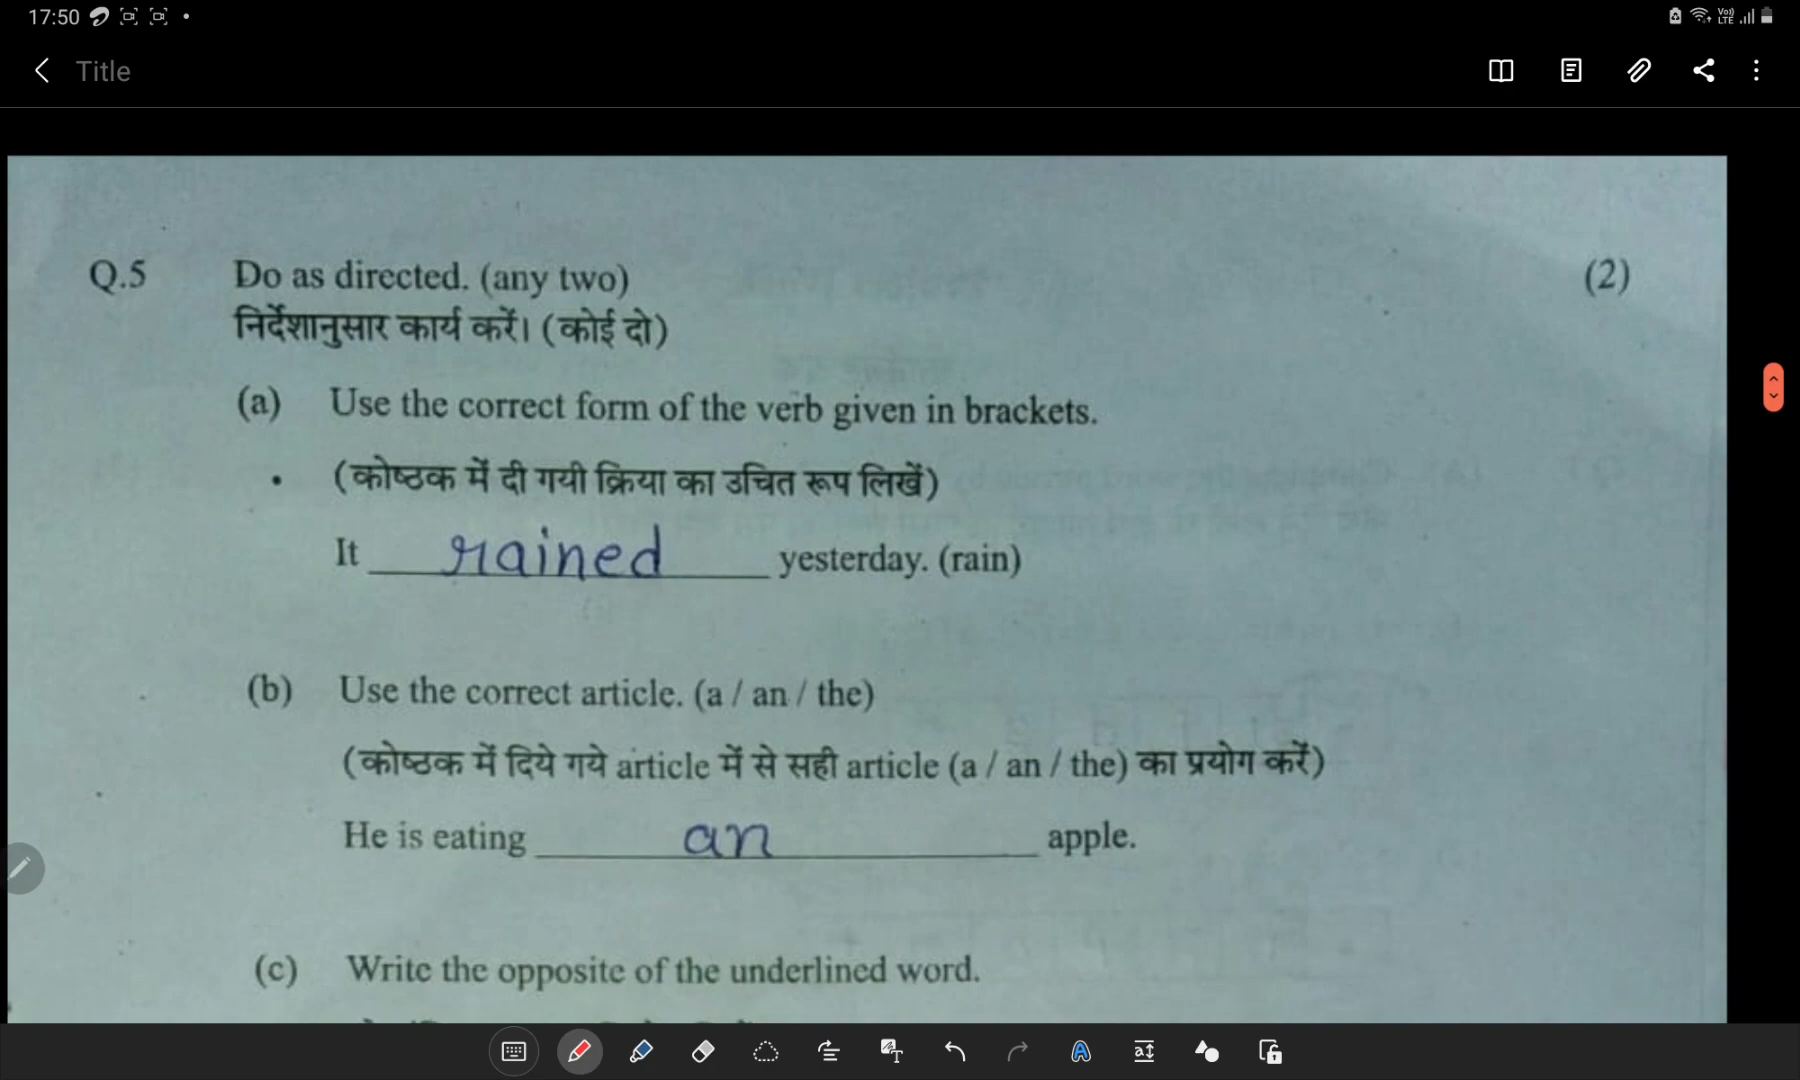 17:50
Title
Q.5 Do as directed. (any two) (2)
निर्देशानुसार कार्य करें। (कोई दो)
(a) Use the correct form of the verb given in brackets.
(कोष्ठक में दी गयी क्रिया का उचित रूप लिखें)
It rained yesterday. (rain)
(b) Use the correct article. (a / an / the)
(कोष्ठक में दिये गये article में से सही article (a / an / the) का प्रयोग करें)
He is eating an apple.
(c) Write the opposite of the underlined word.